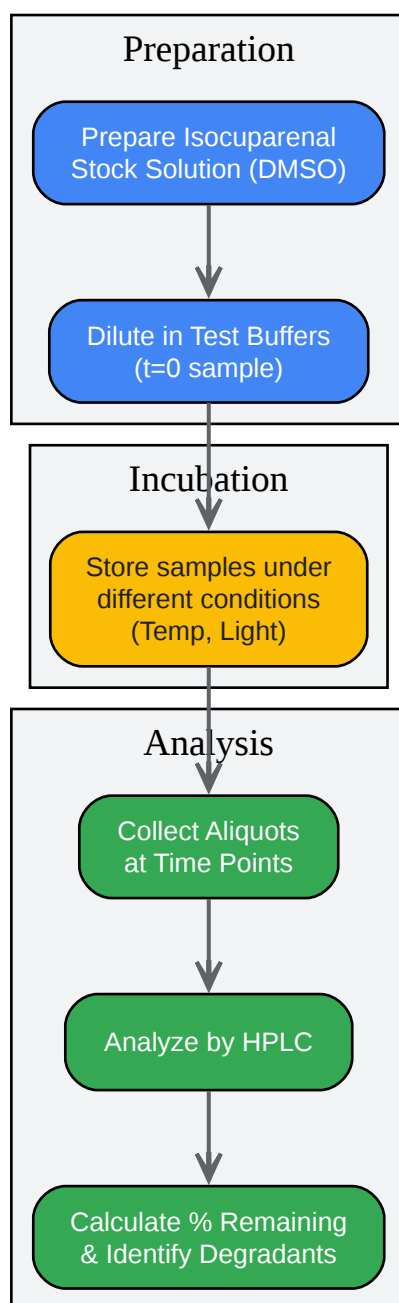 Preparation
Prepare Isocuparenal
Stock Solution (DMSO)
Dilute in Test Buffers
(t=0 sample)
Incubation
Store samples under
different conditions
(Temp, Light)
Analysis
Collect Aliquots
at Time Points
Analyze by HPLC
Calculate % Remaining
& Identify Degradants